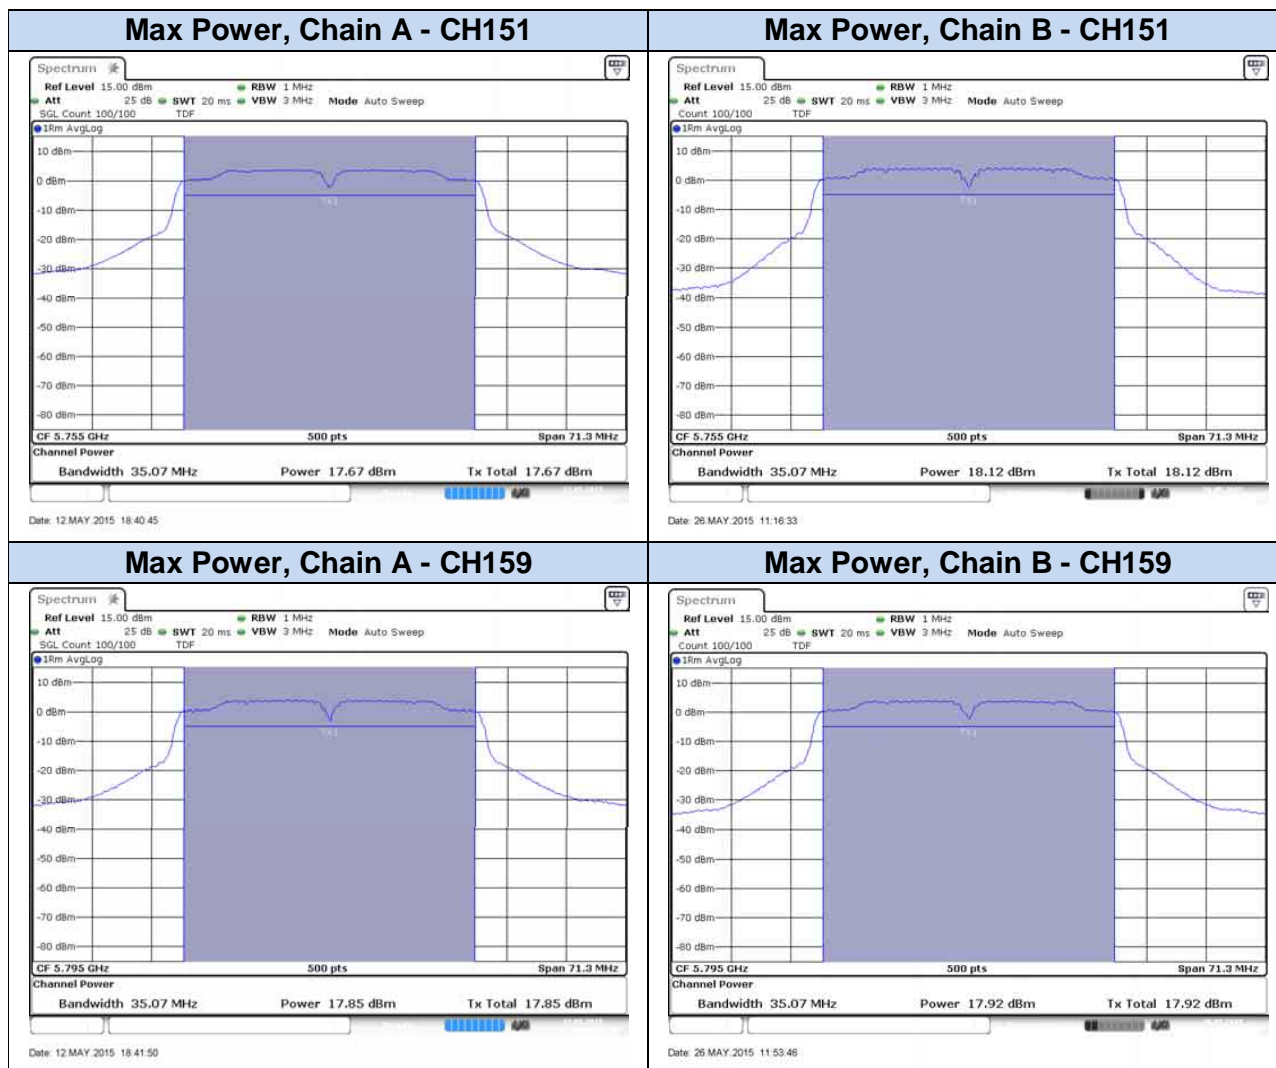 Max Power, Chain A - CH151
Spectrum
Ref Level 15.00 dBm RBW 1 MHz
Att 25 dB SWT 20 ms VBW 3 MHz Mode Auto Sweep
SGL Count 100/100 TDF
1Rm AvgLog
10 dBm
0 dBm
-10 dBm
-20 dBm
-30 dBm
-40 dBm
-50 dBm
-60 dBm
-70 dBm
-80 dBm
CF 5.755 GHz 500 pts Span 71.3 MHz
Channel Power
Bandwidth 35.07 MHz Power 17.67 dBm Tx Total 17.67 dBm
Date: 12.MAY.2015 18:40:45
Max Power, Chain B - CH151
Spectrum
Ref Level 15.00 dBm RBW 1 MHz
Att 25 dB SWT 20 ms VBW 3 MHz Mode Auto Sweep
Count 100/100 TDF
1Rm AvgLog
10 dBm
0 dBm
-10 dBm
-20 dBm
-30 dBm
-40 dBm
-50 dBm
-60 dBm
-70 dBm
-80 dBm
CF 5.755 GHz 500 pts Span 71.3 MHz
Channel Power
Bandwidth 35.07 MHz Power 18.12 dBm Tx Total 18.12 dBm
Date: 26.MAY.2015 11:16:33
Max Power, Chain A - CH159
Spectrum
Ref Level 15.00 dBm RBW 1 MHz
Att 25 dB SWT 20 ms VBW 3 MHz Mode Auto Sweep
SGL Count 100/100 TDF
1Rm AvgLog
10 dBm
0 dBm
-10 dBm
-20 dBm
-30 dBm
-40 dBm
-50 dBm
-60 dBm
-70 dBm
-80 dBm
CF 5.795 GHz 500 pts Span 71.3 MHz
Channel Power
Bandwidth 35.07 MHz Power 17.85 dBm Tx Total 17.85 dBm
Date: 12.MAY.2015 18:41:50
Max Power, Chain B - CH159
Spectrum
Ref Level 15.00 dBm RBW 1 MHz
Att 25 dB SWT 20 ms VBW 3 MHz Mode Auto Sweep
Count 100/100 TDF
1Rm AvgLog
10 dBm
0 dBm
-10 dBm
-20 dBm
-30 dBm
-40 dBm
-50 dBm
-60 dBm
-70 dBm
-80 dBm
CF 5.795 GHz 500 pts Span 71.3 MHz
Channel Power
Bandwidth 35.07 MHz Power 17.92 dBm Tx Total 17.92 dBm
Date: 26.MAY.2015 11:53:46